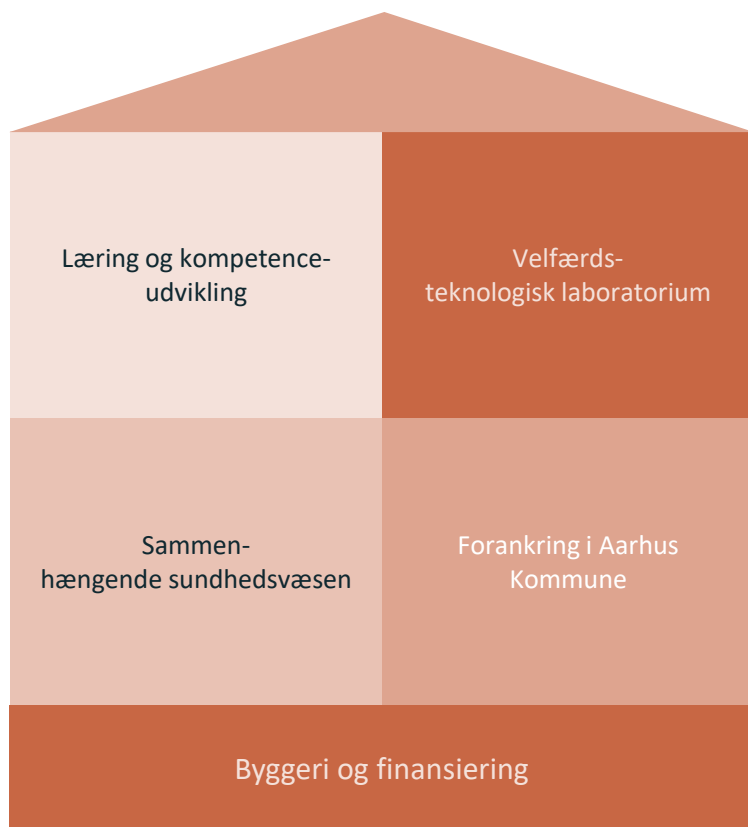 Læring og kompetence-
udvikling
Velfærds-
teknologisk laboratorium
Sammen-
hængende sundhedsvæsen
Forankring i Aarhus
Kommune
Byggeri og finansiering